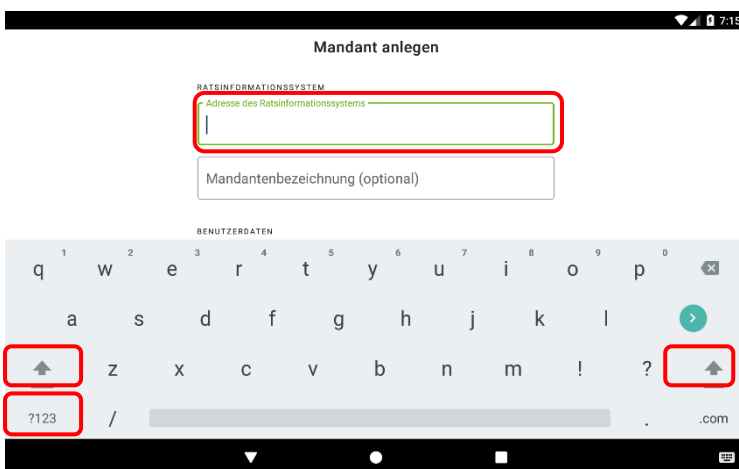 7:15
Mandant anlegen
RATSINFORMATIONSSYSTEM
Adresse des Ratsinformationssystems
Mandantenbezeichnung (optional)
BENUTZERDATEN
1 2 3 4 5 6 7 8 9 0
q w e r t y u i o p
a s d f g h j k l
z x c v b n m ! ?
?123 / . .com